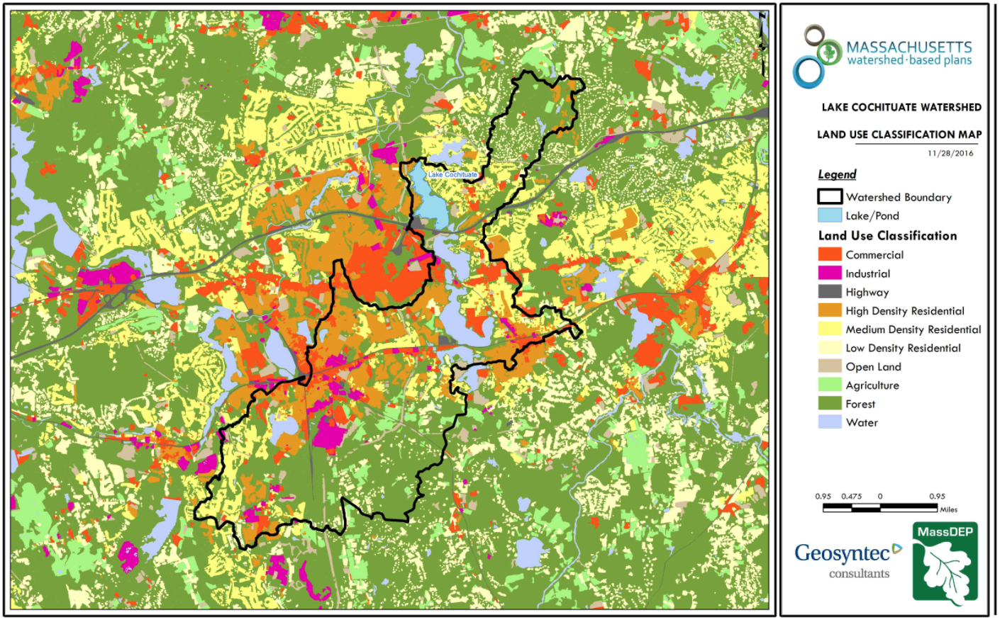 N
Lake Cochituate
MASSACHUSETTS
watershed-based plans
LAKE COCHITUATE WATERSHED
LAND USE CLASSIFICATION MAP
11/28/2016
Legend
Watershed Boundary
Lake/Pond
Land Use Classification
Commercial
Industrial
Highway
High Density Residential
Medium Density Residential
Low Density Residential
Open Land
Agriculture
Forest
Water
0.95 0.475 0 0.95
Miles
Geosyntec
consultants
MassDEP